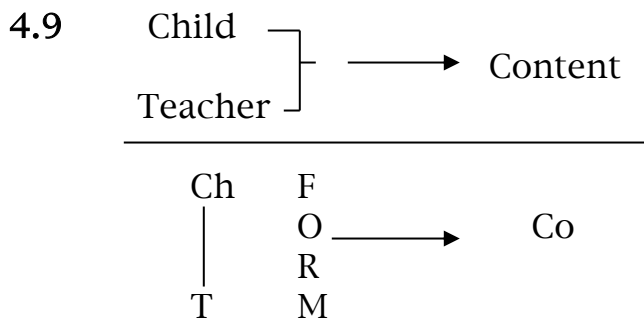 4.9 Child
Content
Teacher
Ch F
O Co
R
T M